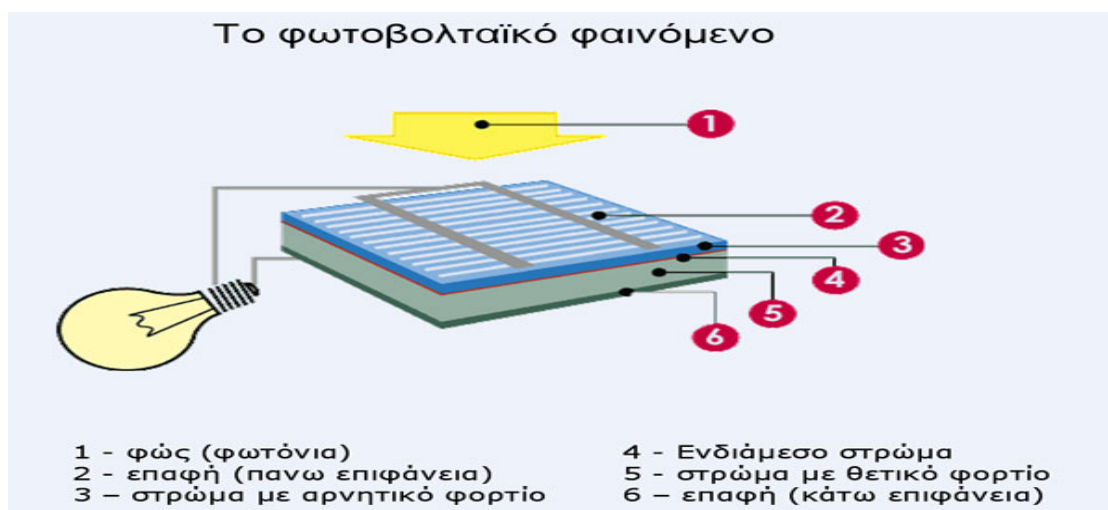 Το φωτοβολταϊκό φαινόμενο
1
2
3
4
5
6
1 - φώς (φωτόνια)
2 - επαφή (πανω επιφάνεια)
3 – στρώμα με αρνητικό φορτίο
4 - Ενδιάμεσο στρώμα
5 - στρώμα με θετικό φορτίο
6 – επαφή (κάτω επιφάνεια)